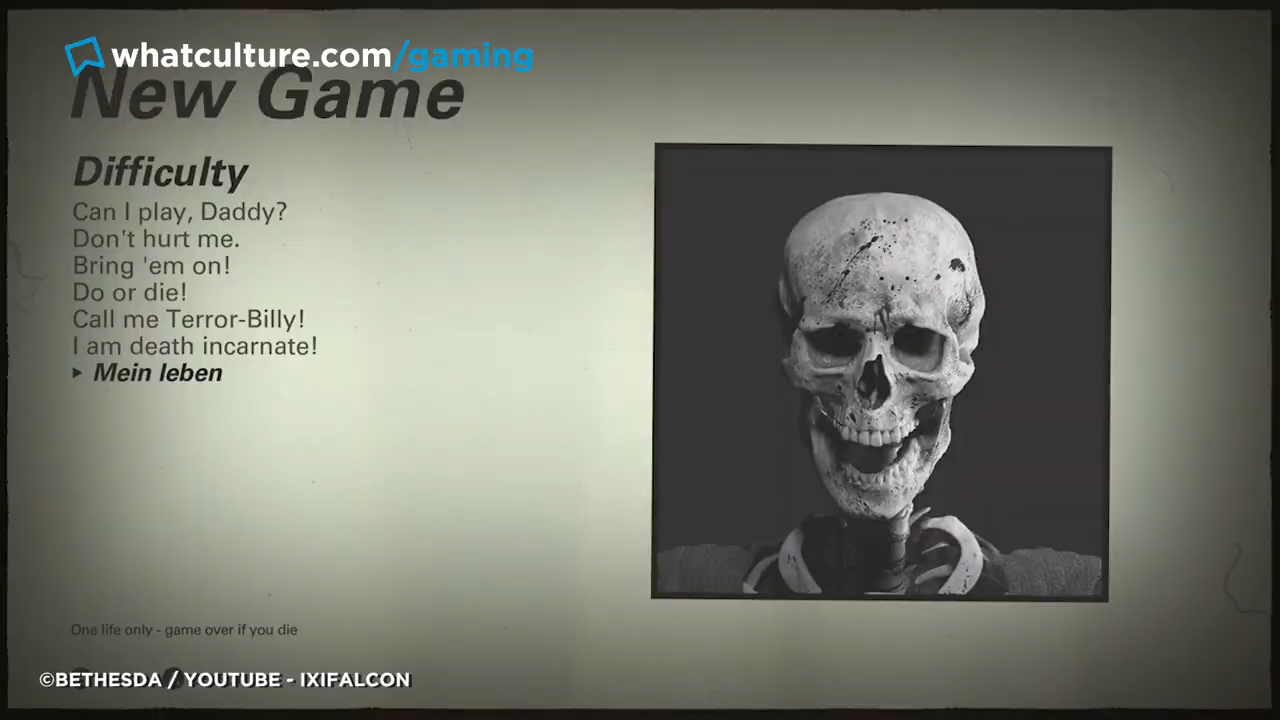 whatculture.com/gaming
New Game
Difficulty
Can I play, Daddy?
Don't hurt me.
Bring 'em on!
Do or die!
Call me Terror-Billy!
I am death incarnate!
Mein leben
One life only - game over if you die
©BETHESDA / YOUTUBE - IXIFALCON